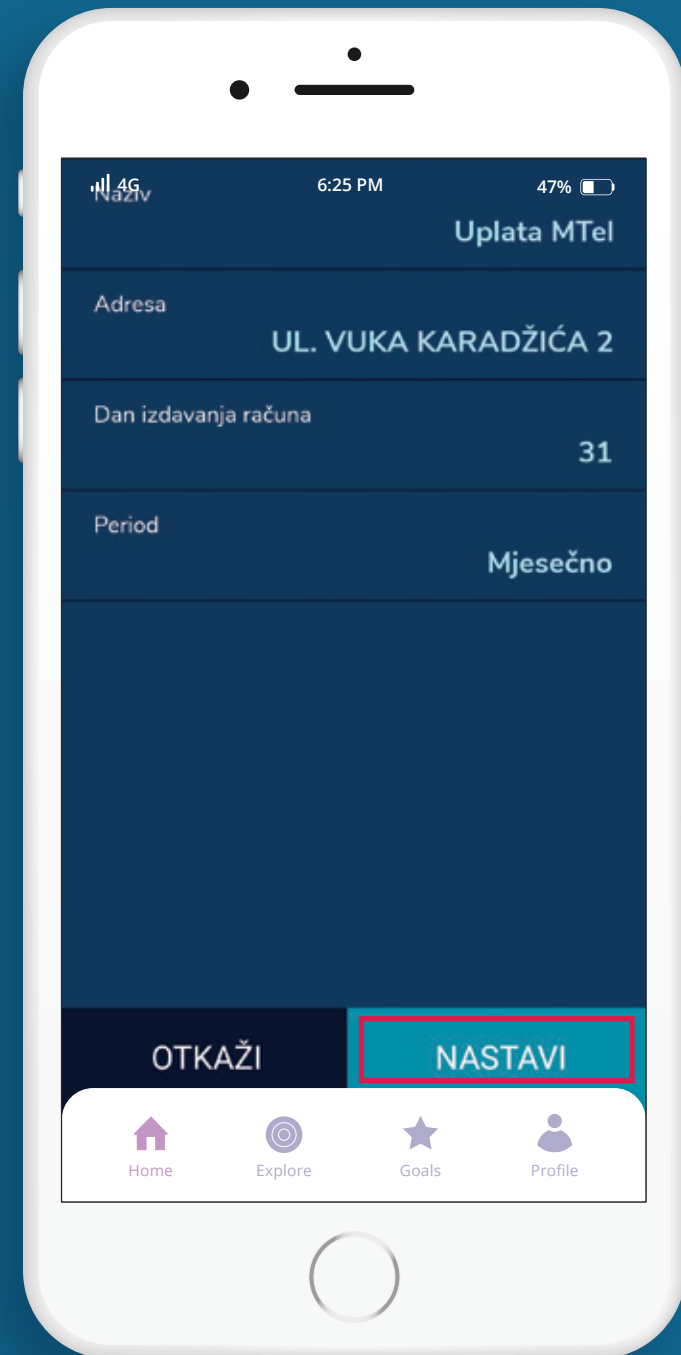 4G 6:25 PM 47%
Naziv
Uplata MTel
Adresa
UL. VUKA KARADŽIĆA 2
Dan izdavanja računa
31
Period
Mjesečno
OTKAŽI NASTAVI
Home Explore Goals Profile